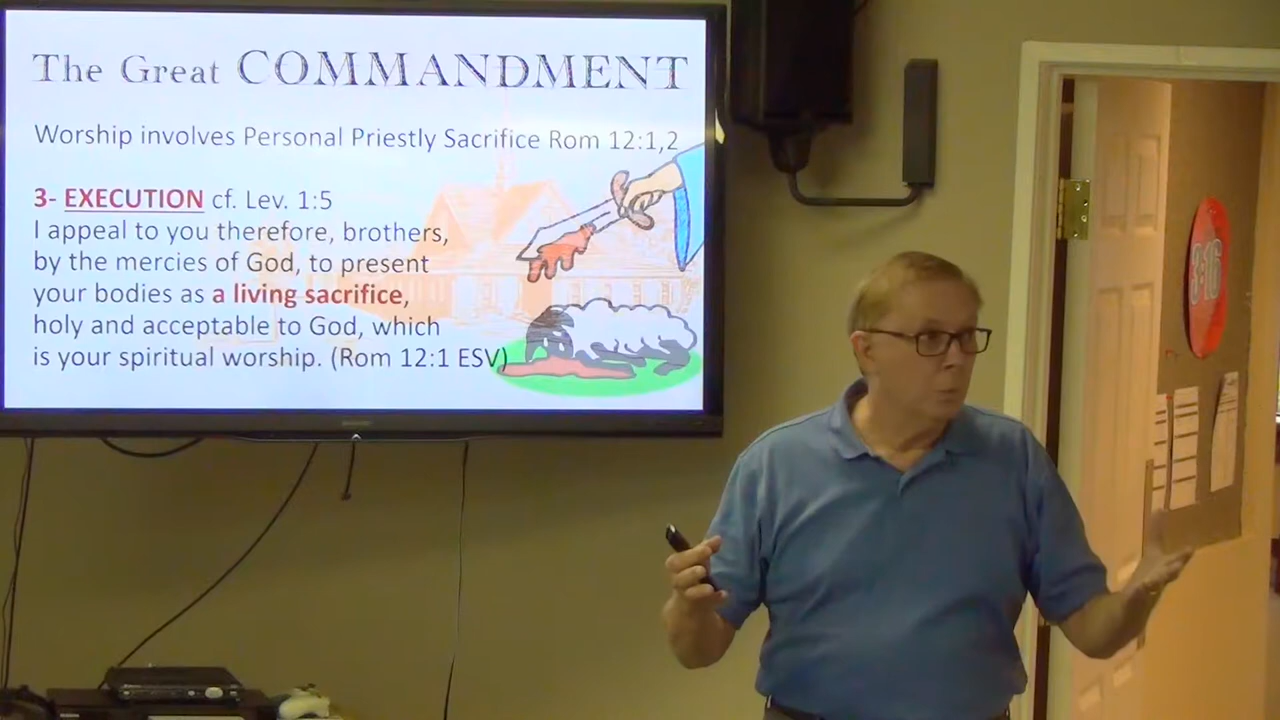 The Great COMMANDMENT
Worship involves Personal Priestly Sacrifice Rom 12:1,2
3- EXECUTION cf. Lev. 1:5
I appeal to you therefore, brothers,
by the mercies of God, to present
your bodies as a living sacrifice,
holy and acceptable to God, which
is your spiritual worship. (Rom 12:1 ESV)
3:16